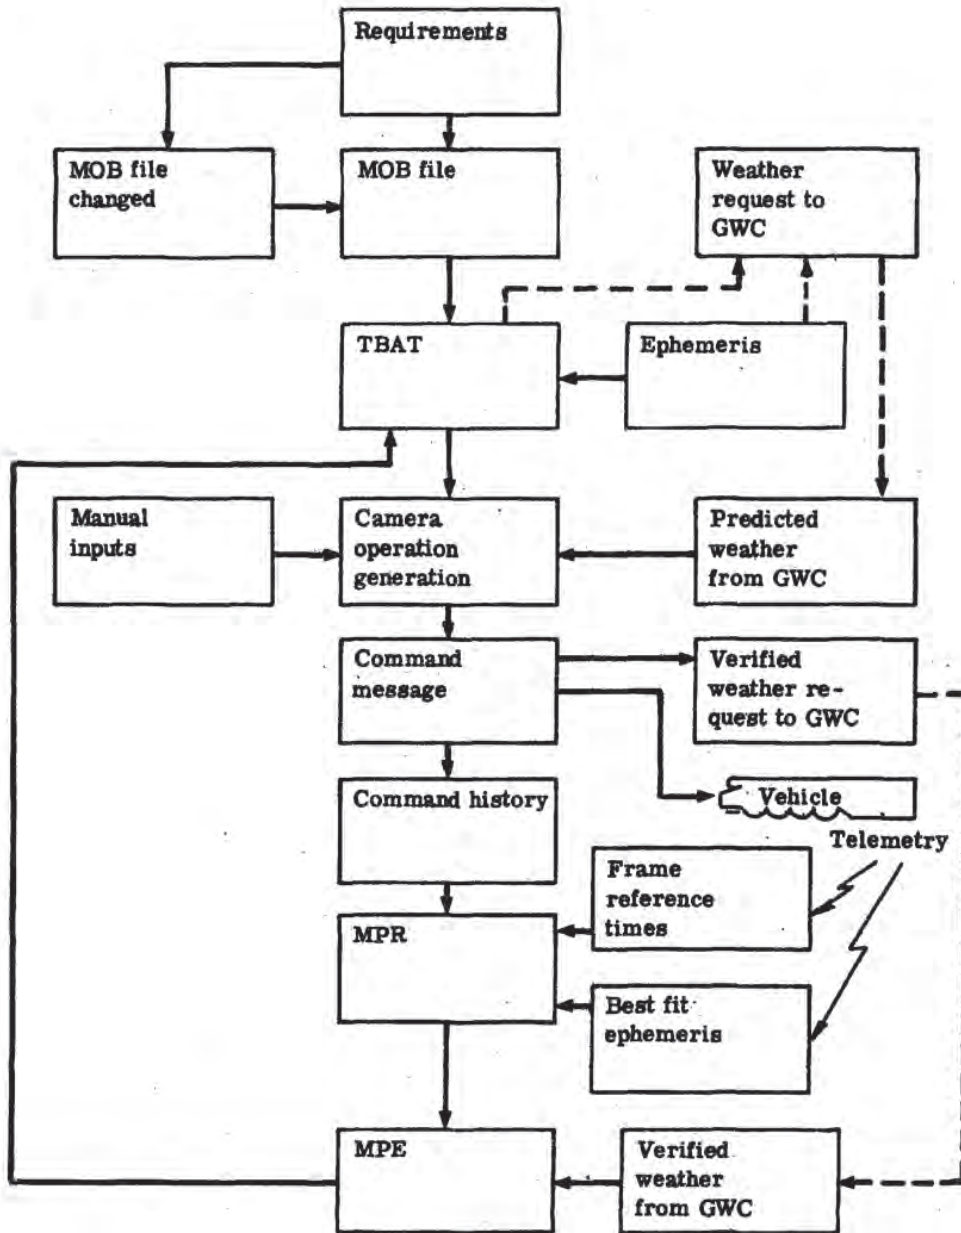 Requirements
MOB file
changed
MOB file
Weather
request to
GWC
TBAT
Ephemeris
Manual
inputs
Camera
operation
generation
Predicted
weather
from GWC
Command
message
Verified
weather re-
quest to GWC
Command history
Vehicle
Telemetry
Frame
reference
times
MPR
Best fit
ephemeris
MPE
Verified
weather
from GWC